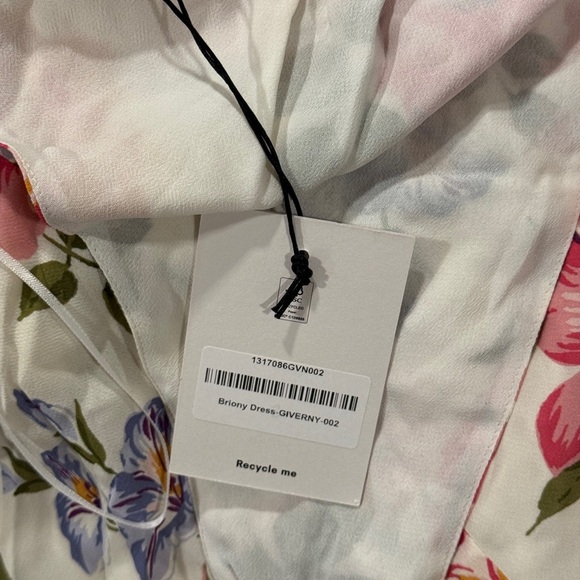 1317086GVN002
Briony Dress-GIVERNY-002
Recycle me